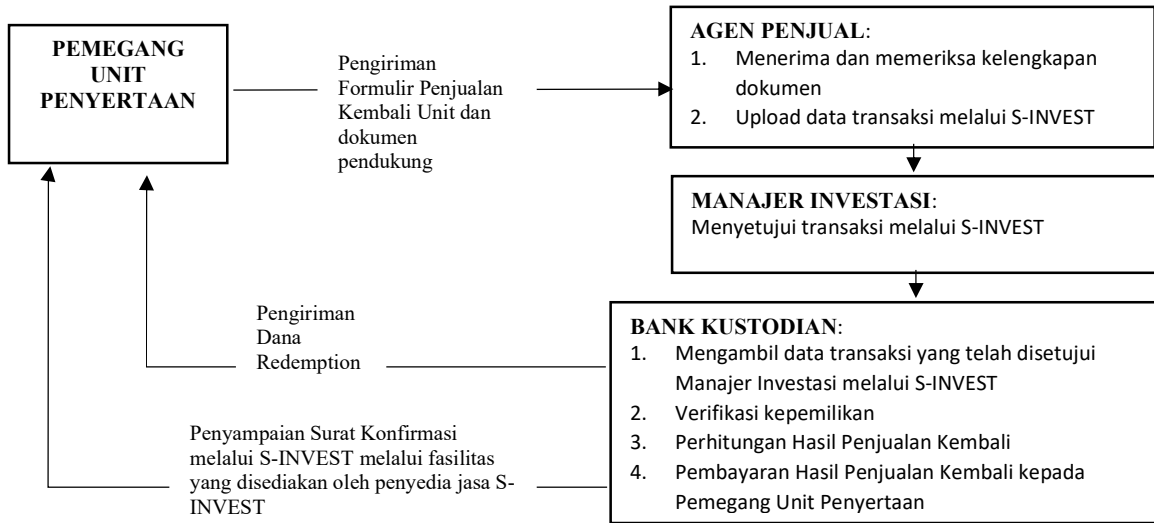 PEMEGANG
UNIT
PENYERTAAN
Pengiriman
Formulir Penjualan
Kembali Unit dan
dokumen
pendukung
AGEN PENJUAL:
1. Menerima dan memeriksa kelengkapan
dokumen
2. Upload data transaksi melalui S-INVEST
MANAJER INVESTASI:
Menyetujui transaksi melalui S-INVEST
BANK KUSTODIAN:
1. Mengambil data transaksi yang telah disetujui
Manajer Investasi melalui S-INVEST
2. Verifikasi kepemilikan
3. Perhitungan Hasil Penjualan Kembali
4. Pembayaran Hasil Penjualan Kembali kepada
Pemegang Unit Penyertaan
Pengiriman
Dana
Redemption
Penyampaian Surat Konfirmasi
melalui S-INVEST melalui fasilitas
yang disediakan oleh penyedia jasa S-
INVEST